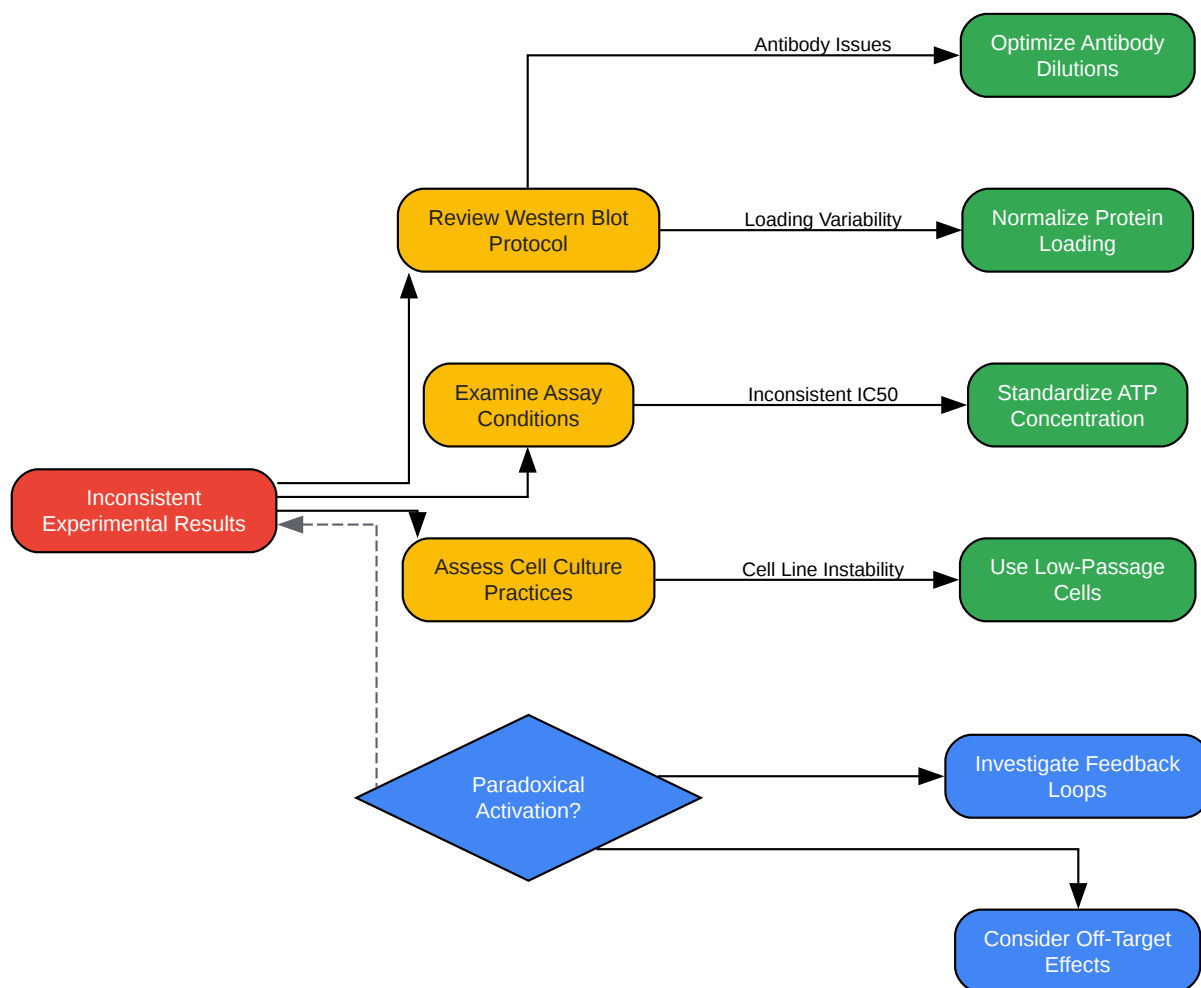 Antibody Issues
Optimize Antibody
Dilutions
Review Western Blot
Protocol
Loading Variability
Normalize Protein
Loading
Examine Assay
Conditions
Inconsistent IC50
Standardize ATP
Concentration
Inconsistent
Experimental Results
Assess Cell Culture
Practices
Cell Line Instability
Use Low-Passage
Cells
Paradoxical
Activation?
Investigate Feedback
Loops
Consider Off-Target
Effects